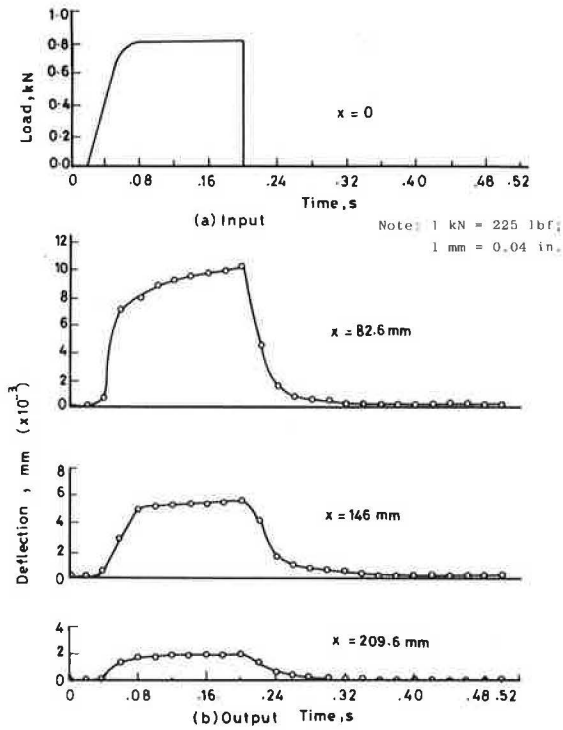 1.0
0.8
0.6
0.4
0.2
0.0
Load, kN
x = 0
0 .08 .16 .24 .32 .40 .48 .52
Time, s
(a) Input
Note: 1 kN = 225 lbf;
1 mm = 0.04 in.
12
10
8
6
4
2
0
x = 82.6 mm
Deflection, mm (x10⁻³)
8
6
4
2
0
x = 146 mm
4
2
0
x = 209.6 mm
0 .08 .16 .24 .32 .40 .48 .52
(b) Output Time, s